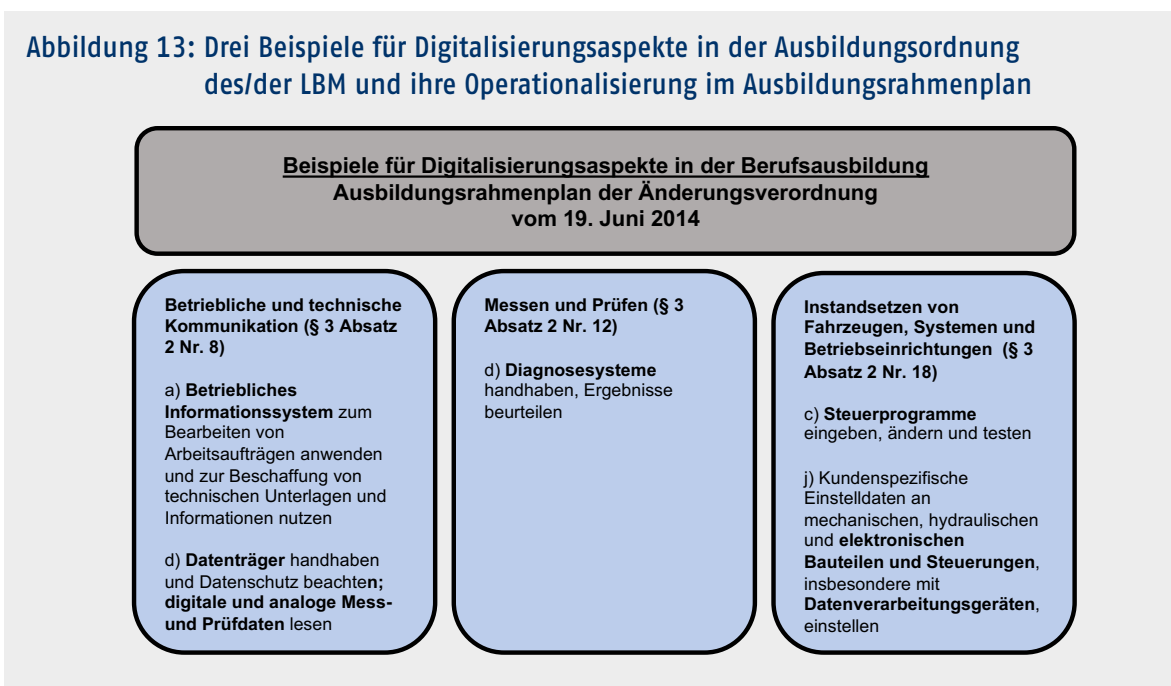 Abbildung 13: Drei Beispiele für Digitalisierungsaspekte in der Ausbildungsordnung
des/der LBM und ihre Operationalisierung im Ausbildungsrahmenplan
Beispiele für Digitalisierungsaspekte in der Berufsausbildung
Ausbildungsrahmenplan der Änderungsverordnung
vom 19. Juni 2014
Betriebliche und technische
Kommunikation (§ 3 Absatz
2 Nr. 8)
a) Betriebliches
Informationssystem zum
Bearbeiten von
Arbeitsaufträgen anwenden
und zur Beschaffung von
technischen Unterlagen und
Informationen nutzen
d) Datenträger handhaben
und Datenschutz beachten;
digitale und analoge Mess-
und Prüfdaten lesen
Messen und Prüfen (§ 3
Absatz 2 Nr. 12)
d) Diagnosesysteme
handhaben, Ergebnisse
beurteilen
Instandsetzen von
Fahrzeugen, Systemen und
Betriebseinrichtungen (§ 3
Absatz 2 Nr. 18)
c) Steuerprogramme
eingeben, ändern und testen
j) Kundenspezifische
Einstelldaten an
mechanischen, hydraulischen
und elektronischen
Bauteilen und Steuerungen,
insbesondere mit
Datenverarbeitungsgeräten,
einstellen